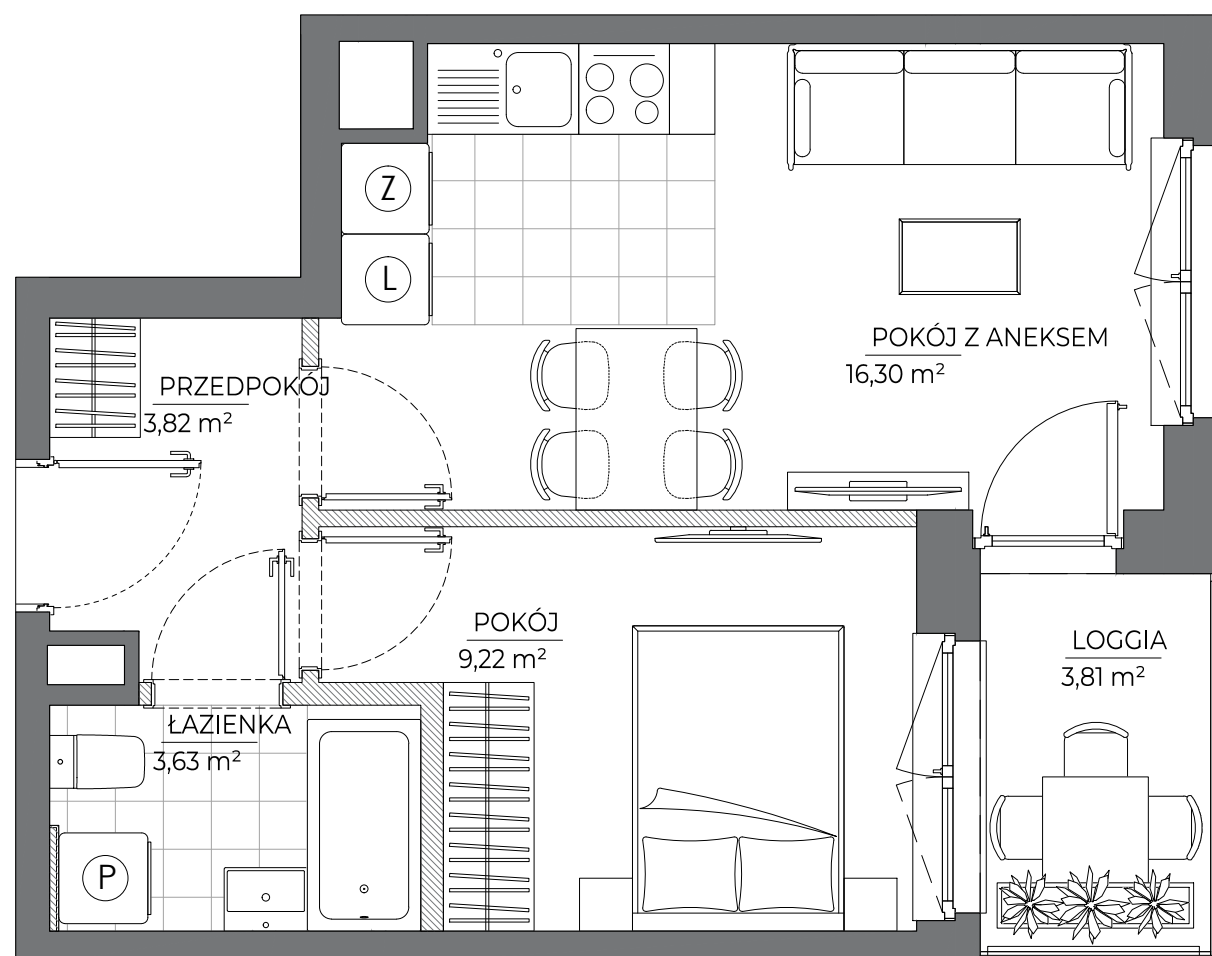 Z
L
POKÓJ Z ANEKSEM
16,30 m²
PRZEDPOKÓJ
3,82 m²
POKÓJ
9,22 m²
LOGGIA
3,81 m²
ŁAZIENKA
3,63 m²
P